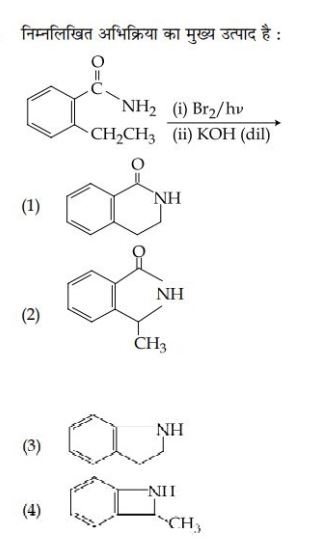 निम्नलिखित अभिक्रिया का मुख्य उत्पाद है :
O
C
NH₂ (i) Br₂/hν
CH₂CH₃ (ii) KOH (dil)
O
(1) NH
O
(2) NH
CH₃
(3) NH
(4) NH
CH₃